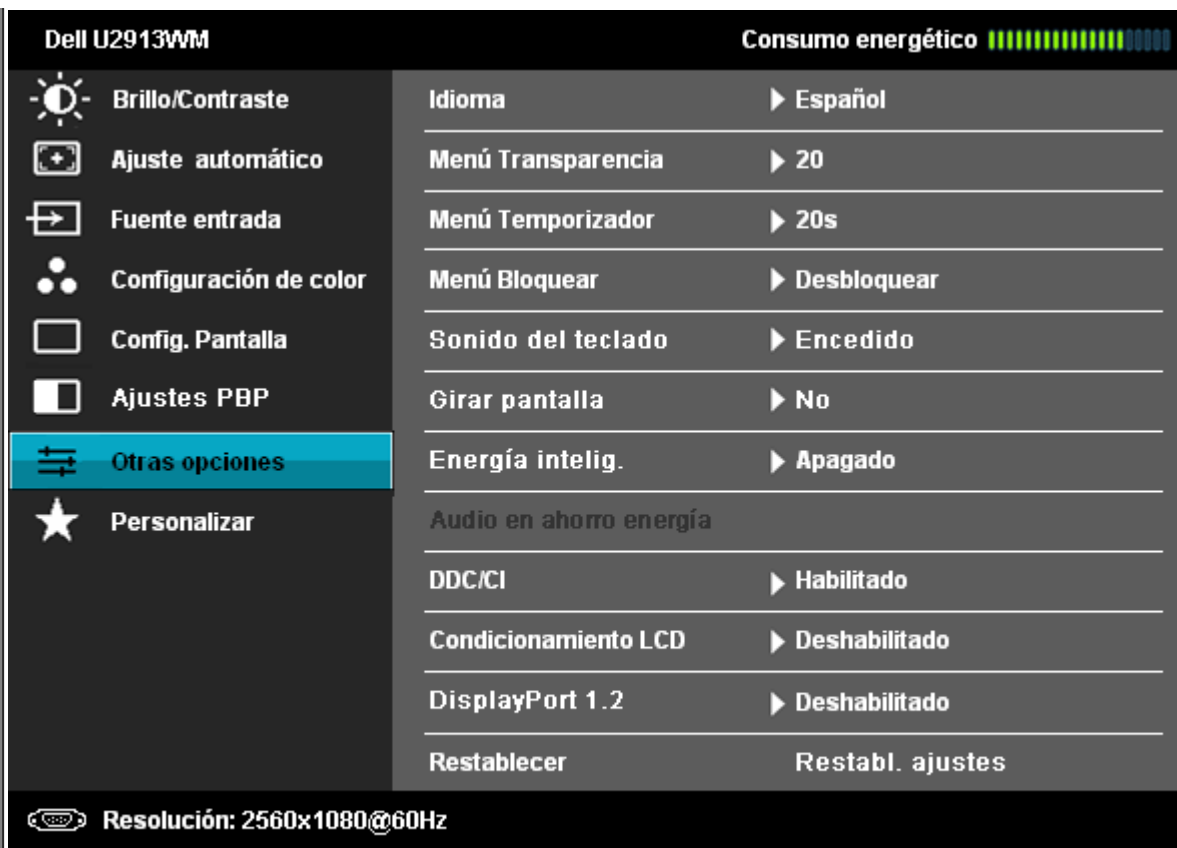 Dell U2913WM Consumo energético
Brillo/Contraste Idioma Español
Ajuste automático Menú Transparencia 20
Fuente entrada Menú Temporizador 20s
Configuración de color Menú Bloquear Desbloquear
Config. Pantalla Sonido del teclado Encedido
Ajustes PBP Girar pantalla No
Otras opciones Energía intelig. Apagado
Personalizar Audio en ahorro energía
DDC/CI Habilitado
Condicionamiento LCD Deshabilitado
DisplayPort 1.2 Deshabilitado
Restablecer Restabl. ajustes
Resolución: 2560x1080@60Hz